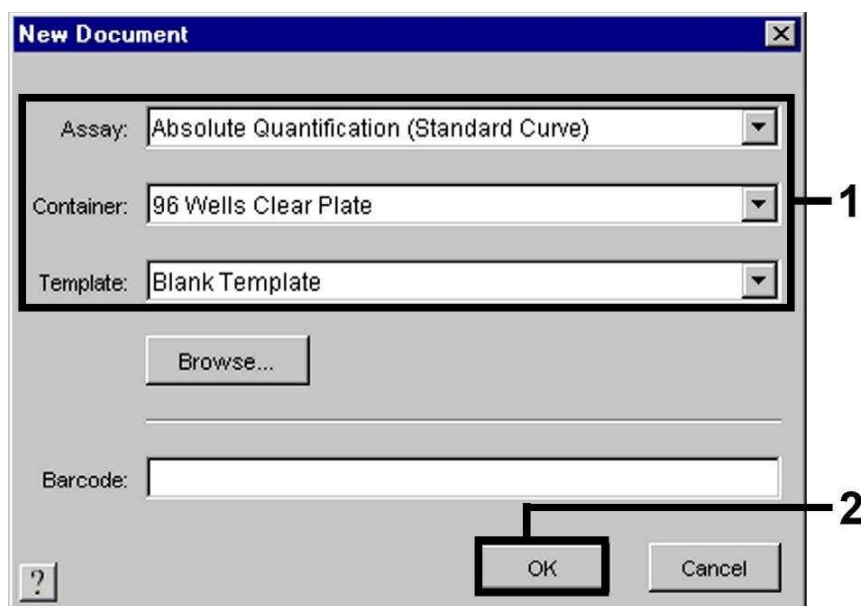 New Document
Assay: Absolute Quantification (Standard Curve)
Container: 96 Wells Clear Plate
1
Template: Blank Template
Browse...
Barcode:
2
OK Cancel
?